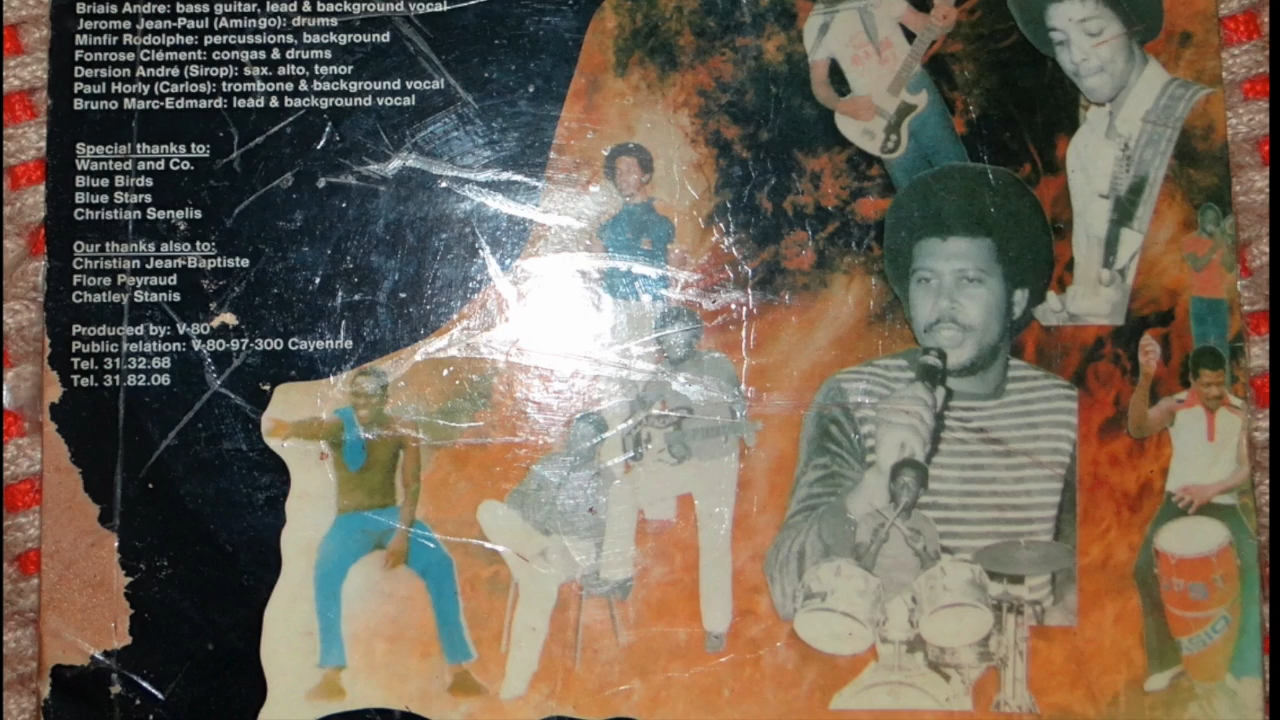 Briais Andre: bass guitar, lead & background vocal
Jerome Jean-Paul (Amingo): drums
Minfir Rodolphe: percussions, background
Fonrose Clément: congas & drums
Dersion André (Sirop): sax. alto, tenor
Paul Horly (Carlos): trombone & background vocal
Bruno Marc-Edmard: lead & background vocal
Special thanks to:
Wanted and Co.
Blue Birds
Blue Stars
Christian Senelis
Our thanks also to:
Christian Jean-Baptiste
Flore Peyraud
Chatley Stanis
Produced by: V-80
Public relation: V-80-97-300 Cayenne
Tel. 31.32.68
Tel. 31.82.06